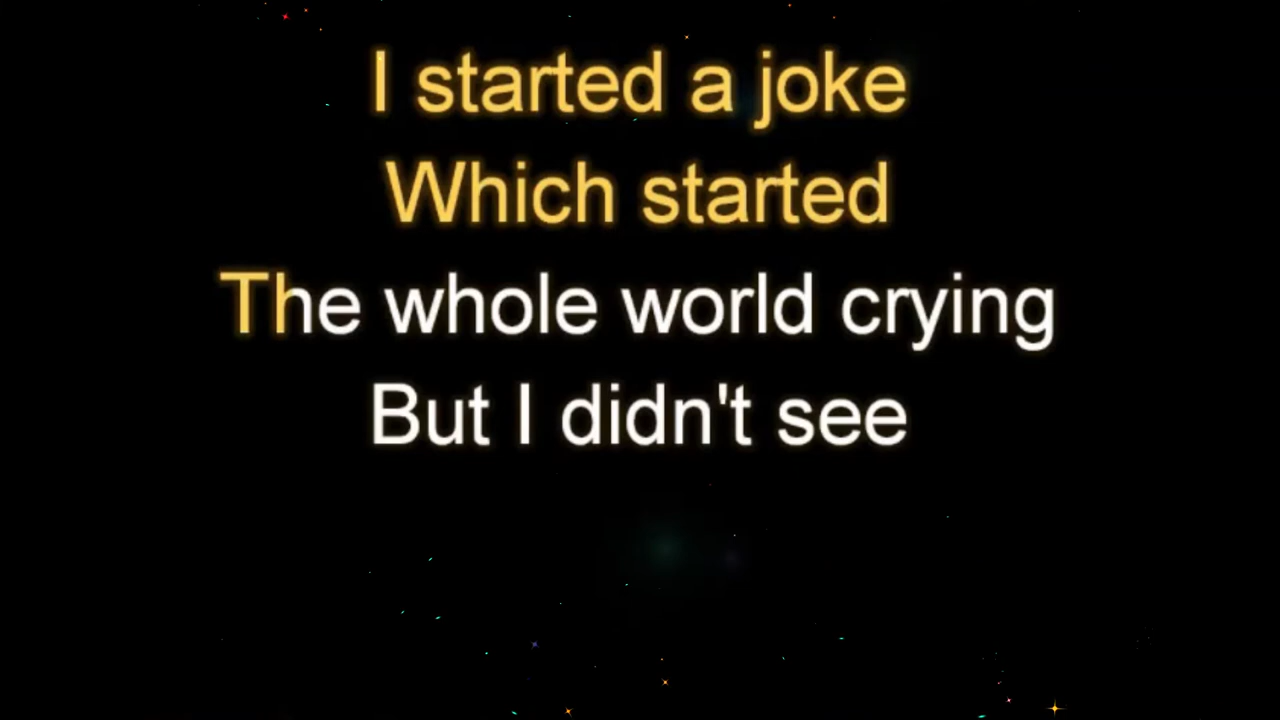 I started a joke
Which started
The whole world crying
But I didn't see